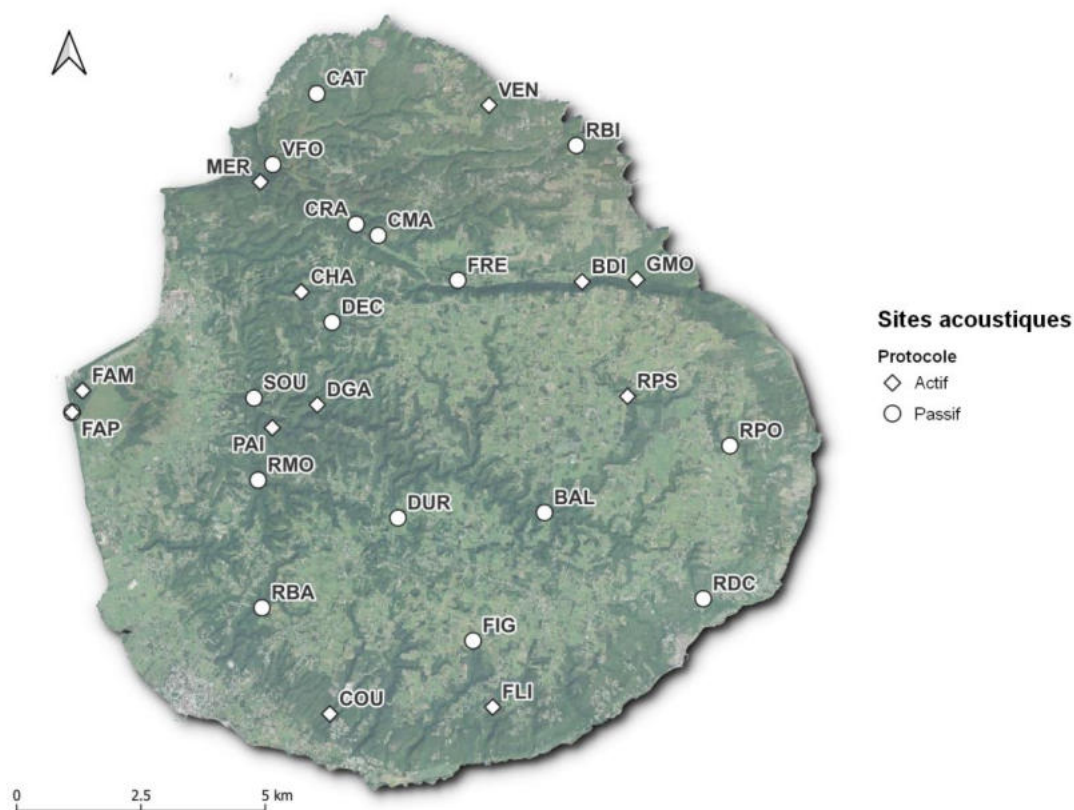 CAT
VEN
RBI
VFO
MER
CRA
CMA
FRE
BDI
GMO
CHA
DEC
FAM
SOU
DGA
RPS
FAP
PAI
RPO
RMO
DUR
BAL
RBA
RDC
FIG
COU
FLI
Sites acoustiques
Protocole
Actif
Passif
0 2.5 5 km